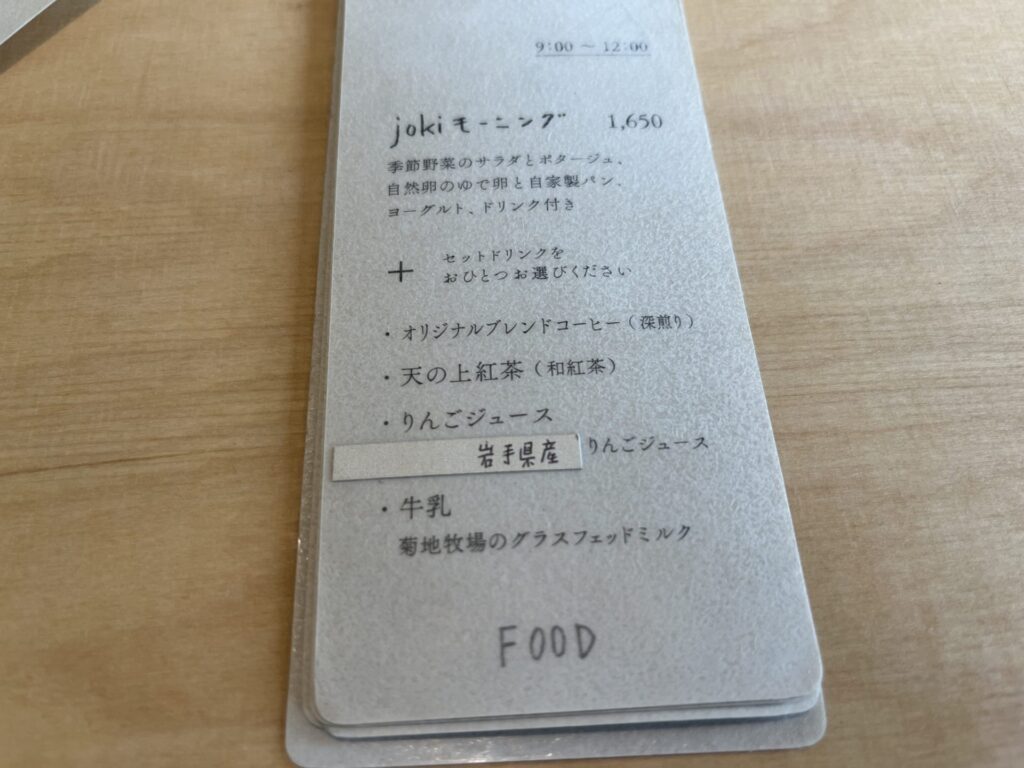 9:00 ～ 12:00
jokiモーニング 1,650
季節野菜のサラダとポタージュ、
自然卵のゆで卵と自家製パン、
ヨーグルト、ドリンク付き
＋ セットドリンクを
おひとつお選びください
・オリジナルブレンドコーヒー（深煎り）
・天の上紅茶（和紅茶）
・りんごジュース
岩手県産 りんごジュース
・牛乳
菊地牧場のグラスフェッドミルク
FOOD